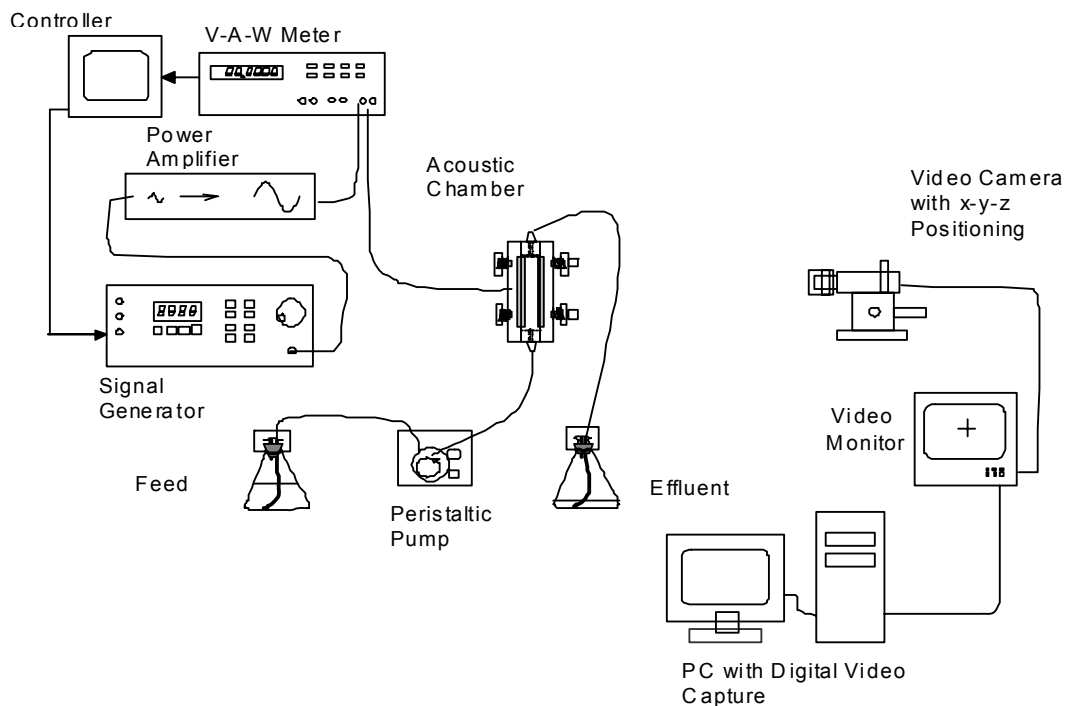 Controller
V-A-W Meter
Power
Amplifier
Acoustic
Chamber
Video Camera
with x-y-z
Positioning
Signal
Generator
Video
Monitor
Feed
Peristaltic
Pump
Effluent
PC with Digital Video
Capture